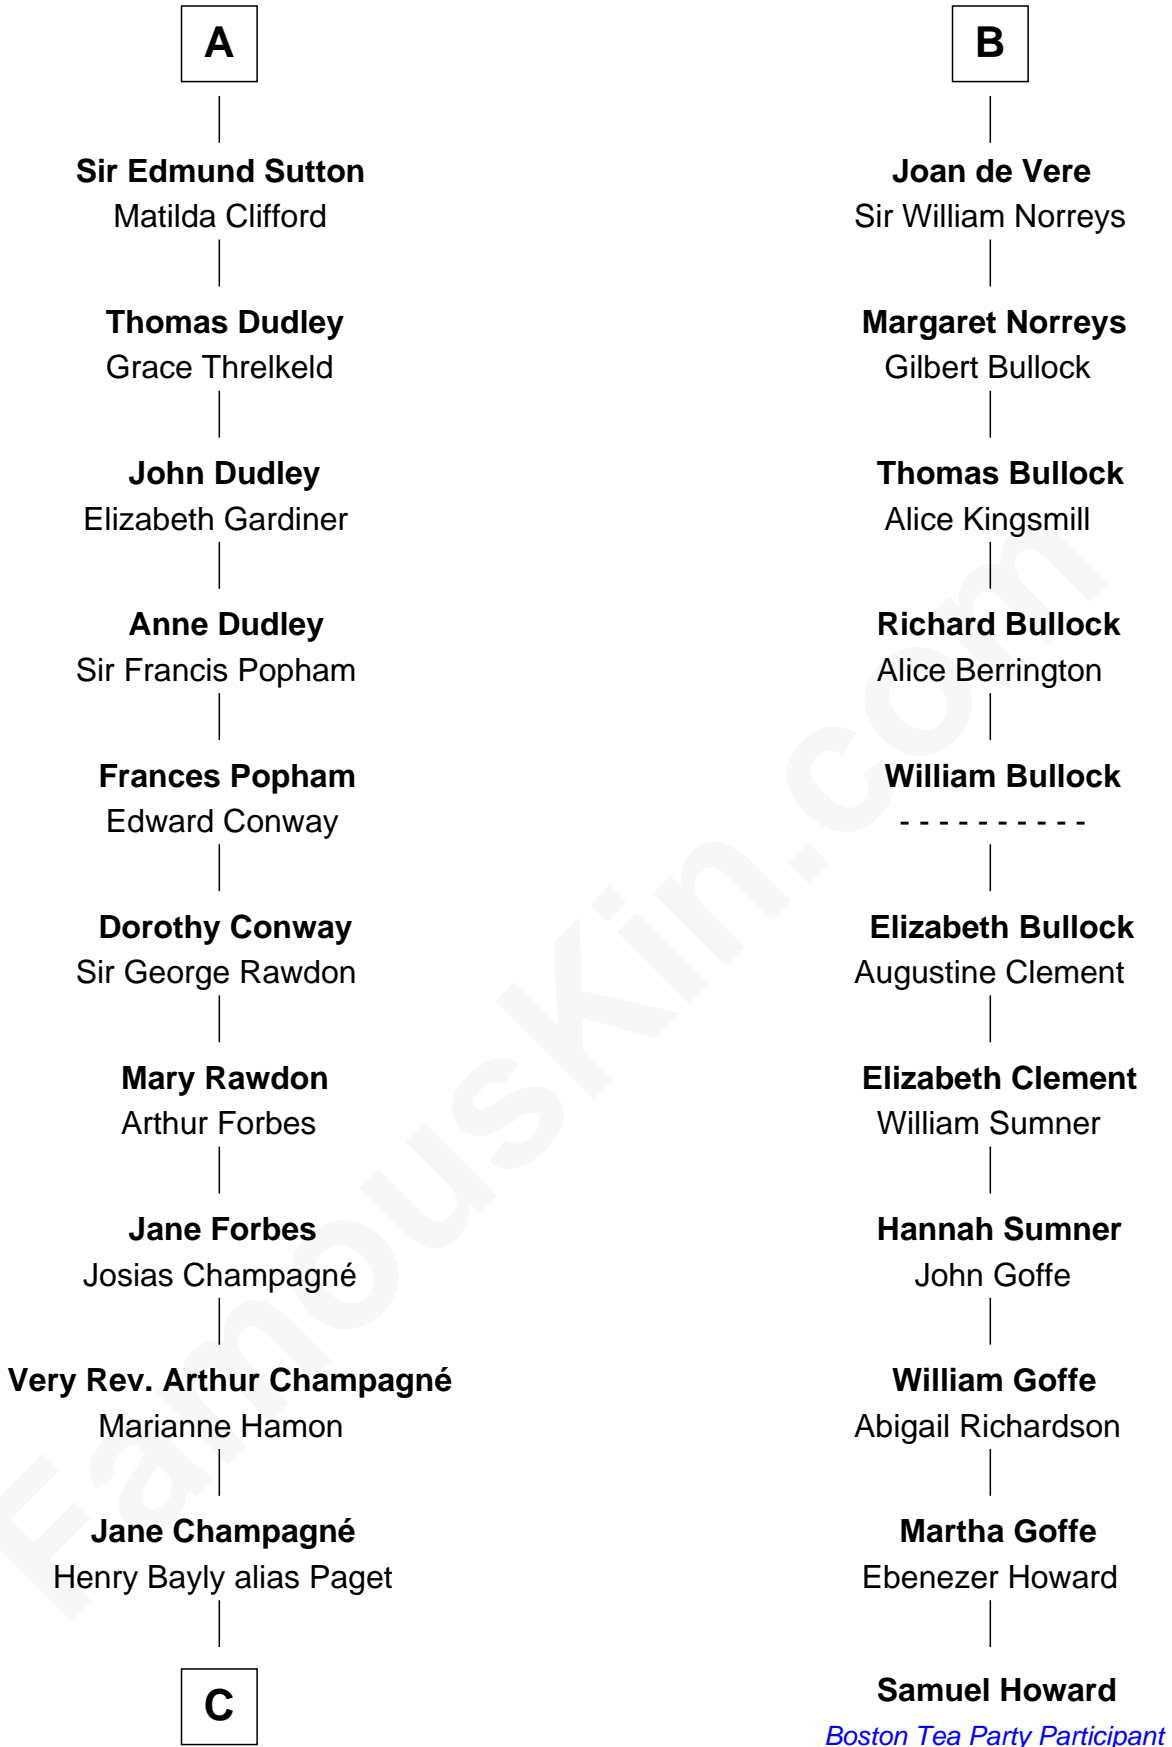 A
Sir Edmund Sutton
Matilda Clifford
Thomas Dudley
Grace Threlkeld
John Dudley
Elizabeth Gardiner
Anne Dudley
Sir Francis Popham
Frances Popham
Edward Conway
Dorothy Conway
Sir George Rawdon
Mary Rawdon
Arthur Forbes
Jane Forbes
Josias Champagné
Very Rev. Arthur Champagné
Marianne Hamon
Jane Champagné
Henry Bayly alias Paget
C
B
Joan de Vere
Sir William Norreys
Margaret Norreys
Gilbert Bullock
Thomas Bullock
Alice Kingsmill
Richard Bullock
Alice Berrington
William Bullock
- - - - - - - - - -
Elizabeth Bullock
Augustine Clement
Elizabeth Clement
William Sumner
Hannah Sumner
John Goffe
William Goffe
Abigail Richardson
Martha Goffe
Ebenezer Howard
Samuel Howard
Boston Tea Party Participant
FamousKin.com